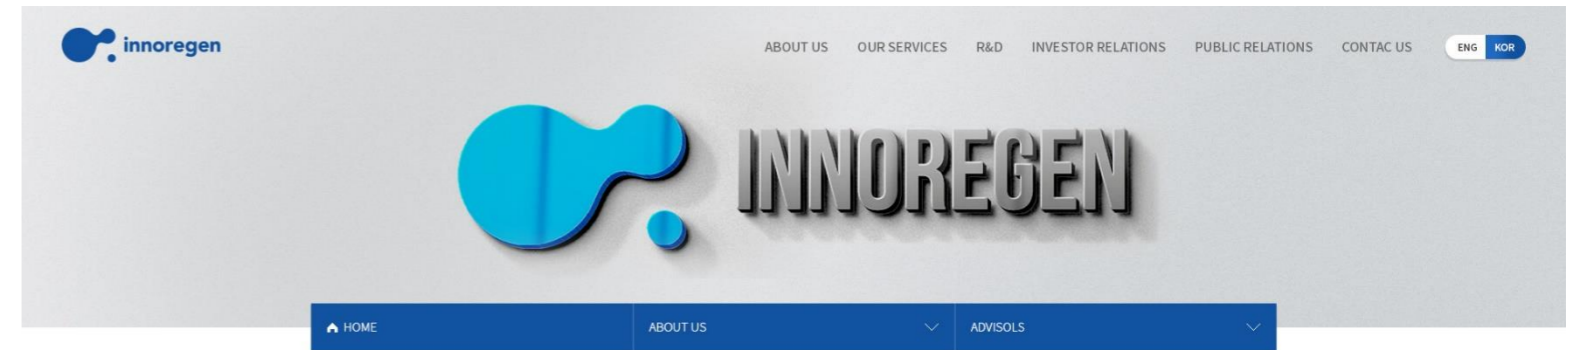 innoregen
ABOUT US OUR SERVICES R&D INVESTOR RELATIONS PUBLIC RELATIONS CONTAC US ENG KOR
INNOREGEN
HOME ABOUT US ADVISOLS